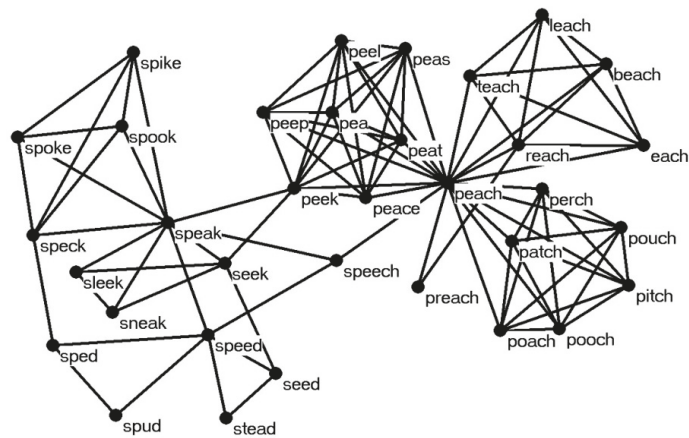 leach
spike
peel
peas
beach
teach
peep
pea
spoke
spook
peat
reach
each
peek
peace
peach
perch
speck
speak
patch
pouch
sleek
seek
speech
preach
pitch
sneak
poach
pooch
sped
speed
seed
spud
stead